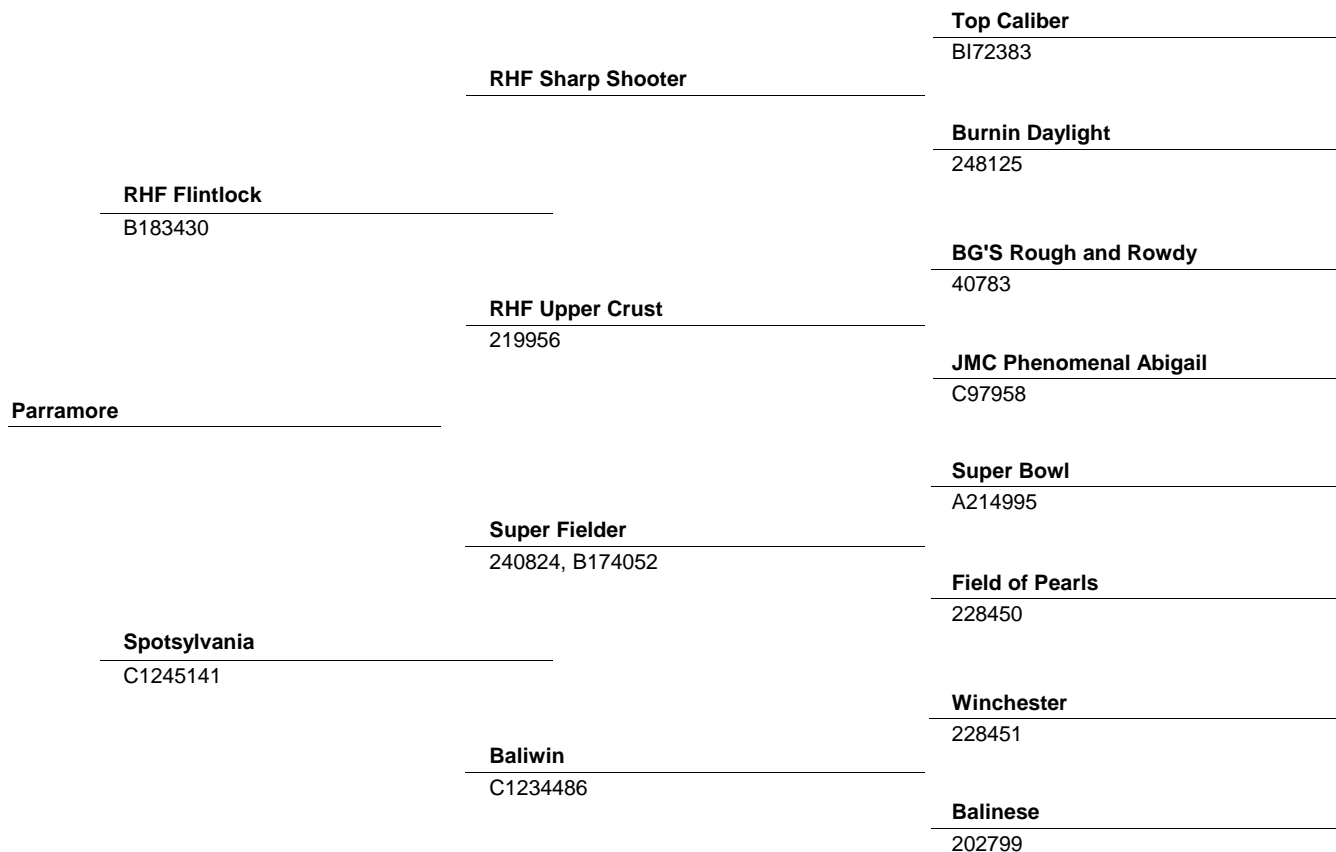 Top Caliber
BI72383
RHF Sharp Shooter
Burnin Daylight
248125
RHF Flintlock
B183430
BG'S Rough and Rowdy
40783
RHF Upper Crust
219956
JMC Phenomenal Abigail
C97958
Parramore
Super Bowl
A214995
Super Fielder
240824, B174052
Field of Pearls
228450
Spotsylvania
C1245141
Winchester
228451
Baliwin
C1234486
Balinese
202799